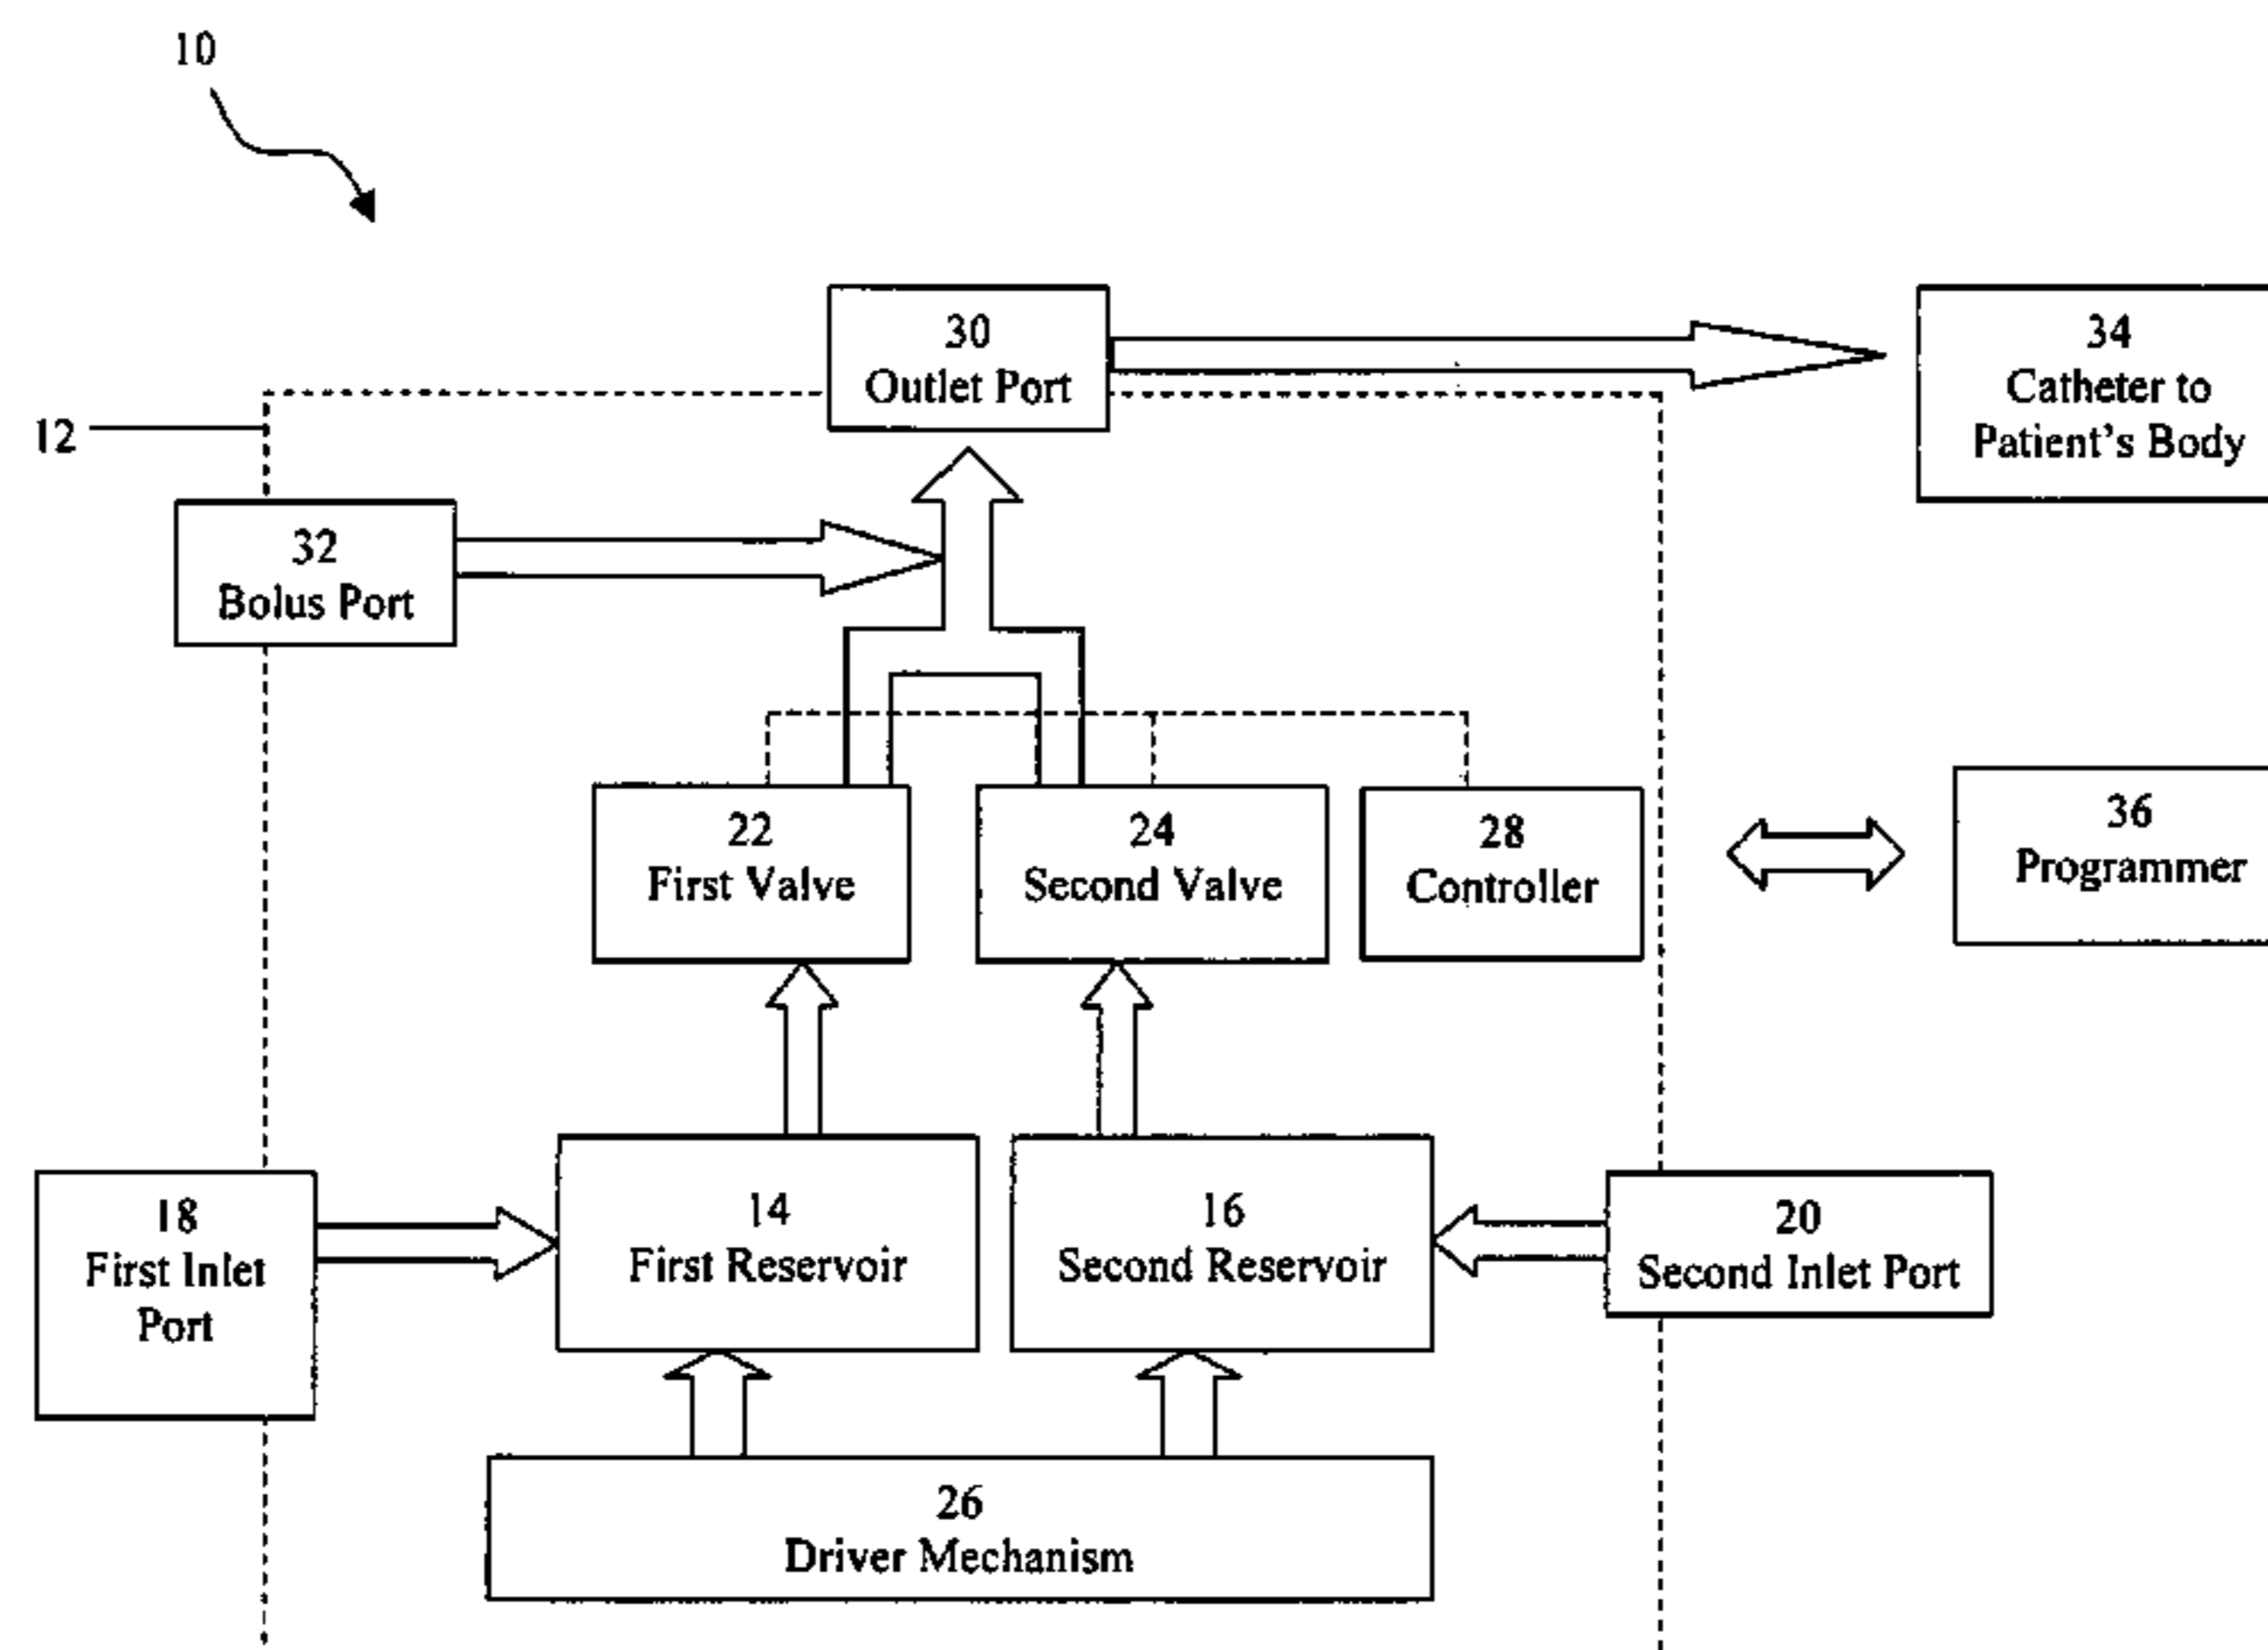 10
30
Outlet Port
34
Catheter to
Patient's Body
12
32
Bolus Port
22
First Valve
24
Second Valve
28
Controller
36
Programmer
18
First Inlet
Port
14
First Reservoir
16
Second Reservoir
20
Second Inlet Port
26
Driver Mechanism